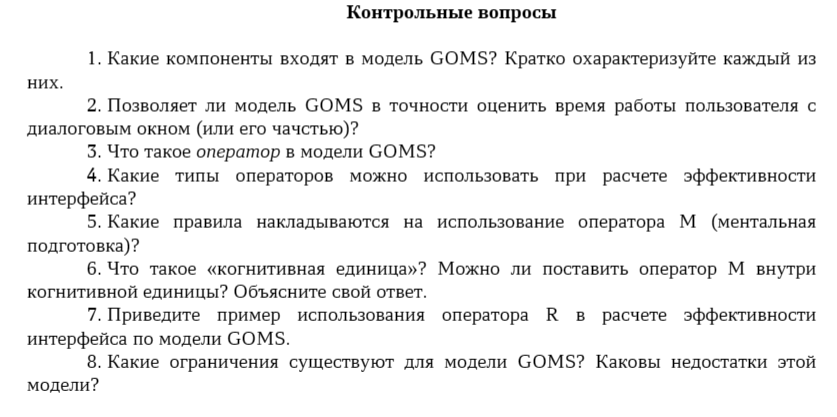 Контрольные вопросы
1. Какие компоненты входят в модель GOMS? Кратко охарактеризуйте каждый из
них.
2. Позволяет ли модель GOMS в точности оценить время работы пользователя с
диалоговым окном (или его чачстью)?
3. Что такое оператор в модели GOMS?
4. Какие типы операторов можно использовать при расчете эффективности
интерфейса?
5. Какие правила накладываются на использование оператора M (ментальная
подготовка)?
6. Что такое «когнитивная единица»? Можно ли поставить оператор M внутри
когнитивной единицы? Объясните свой ответ.
7. Приведите пример использования оператора R в расчете эффективности
интерфейса по модели GOMS.
8. Какие ограничения существуют для модели GOMS? Каковы недостатки этой
модели?